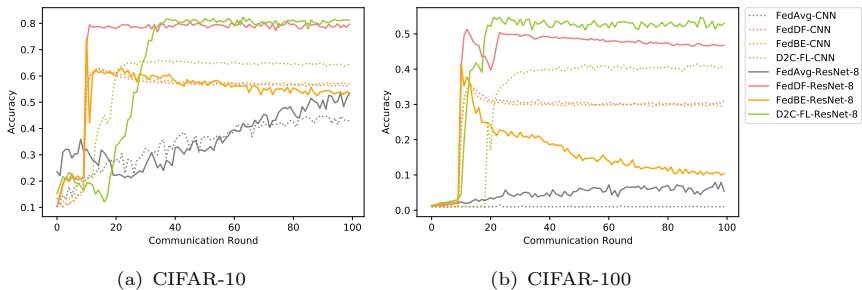 0.8
0.7
0.6
0.5
0.4
0.3
0.2
0.1
Accuracy
0
20
40
60
80
100
Communication Round
(a) CIFAR-10
0.5
0.4
0.3
0.2
0.1
0.0
Accuracy
0
20
40
60
80
100
Communication Round
(b) CIFAR-100
FedAvg-CNN
FedDF-CNN
FedBE-CNN
D2C-FL-CNN
FedAvg-ResNet-8
FedDF-ResNet-8
FedBE-ResNet-8
D2C-FL-ResNet-8